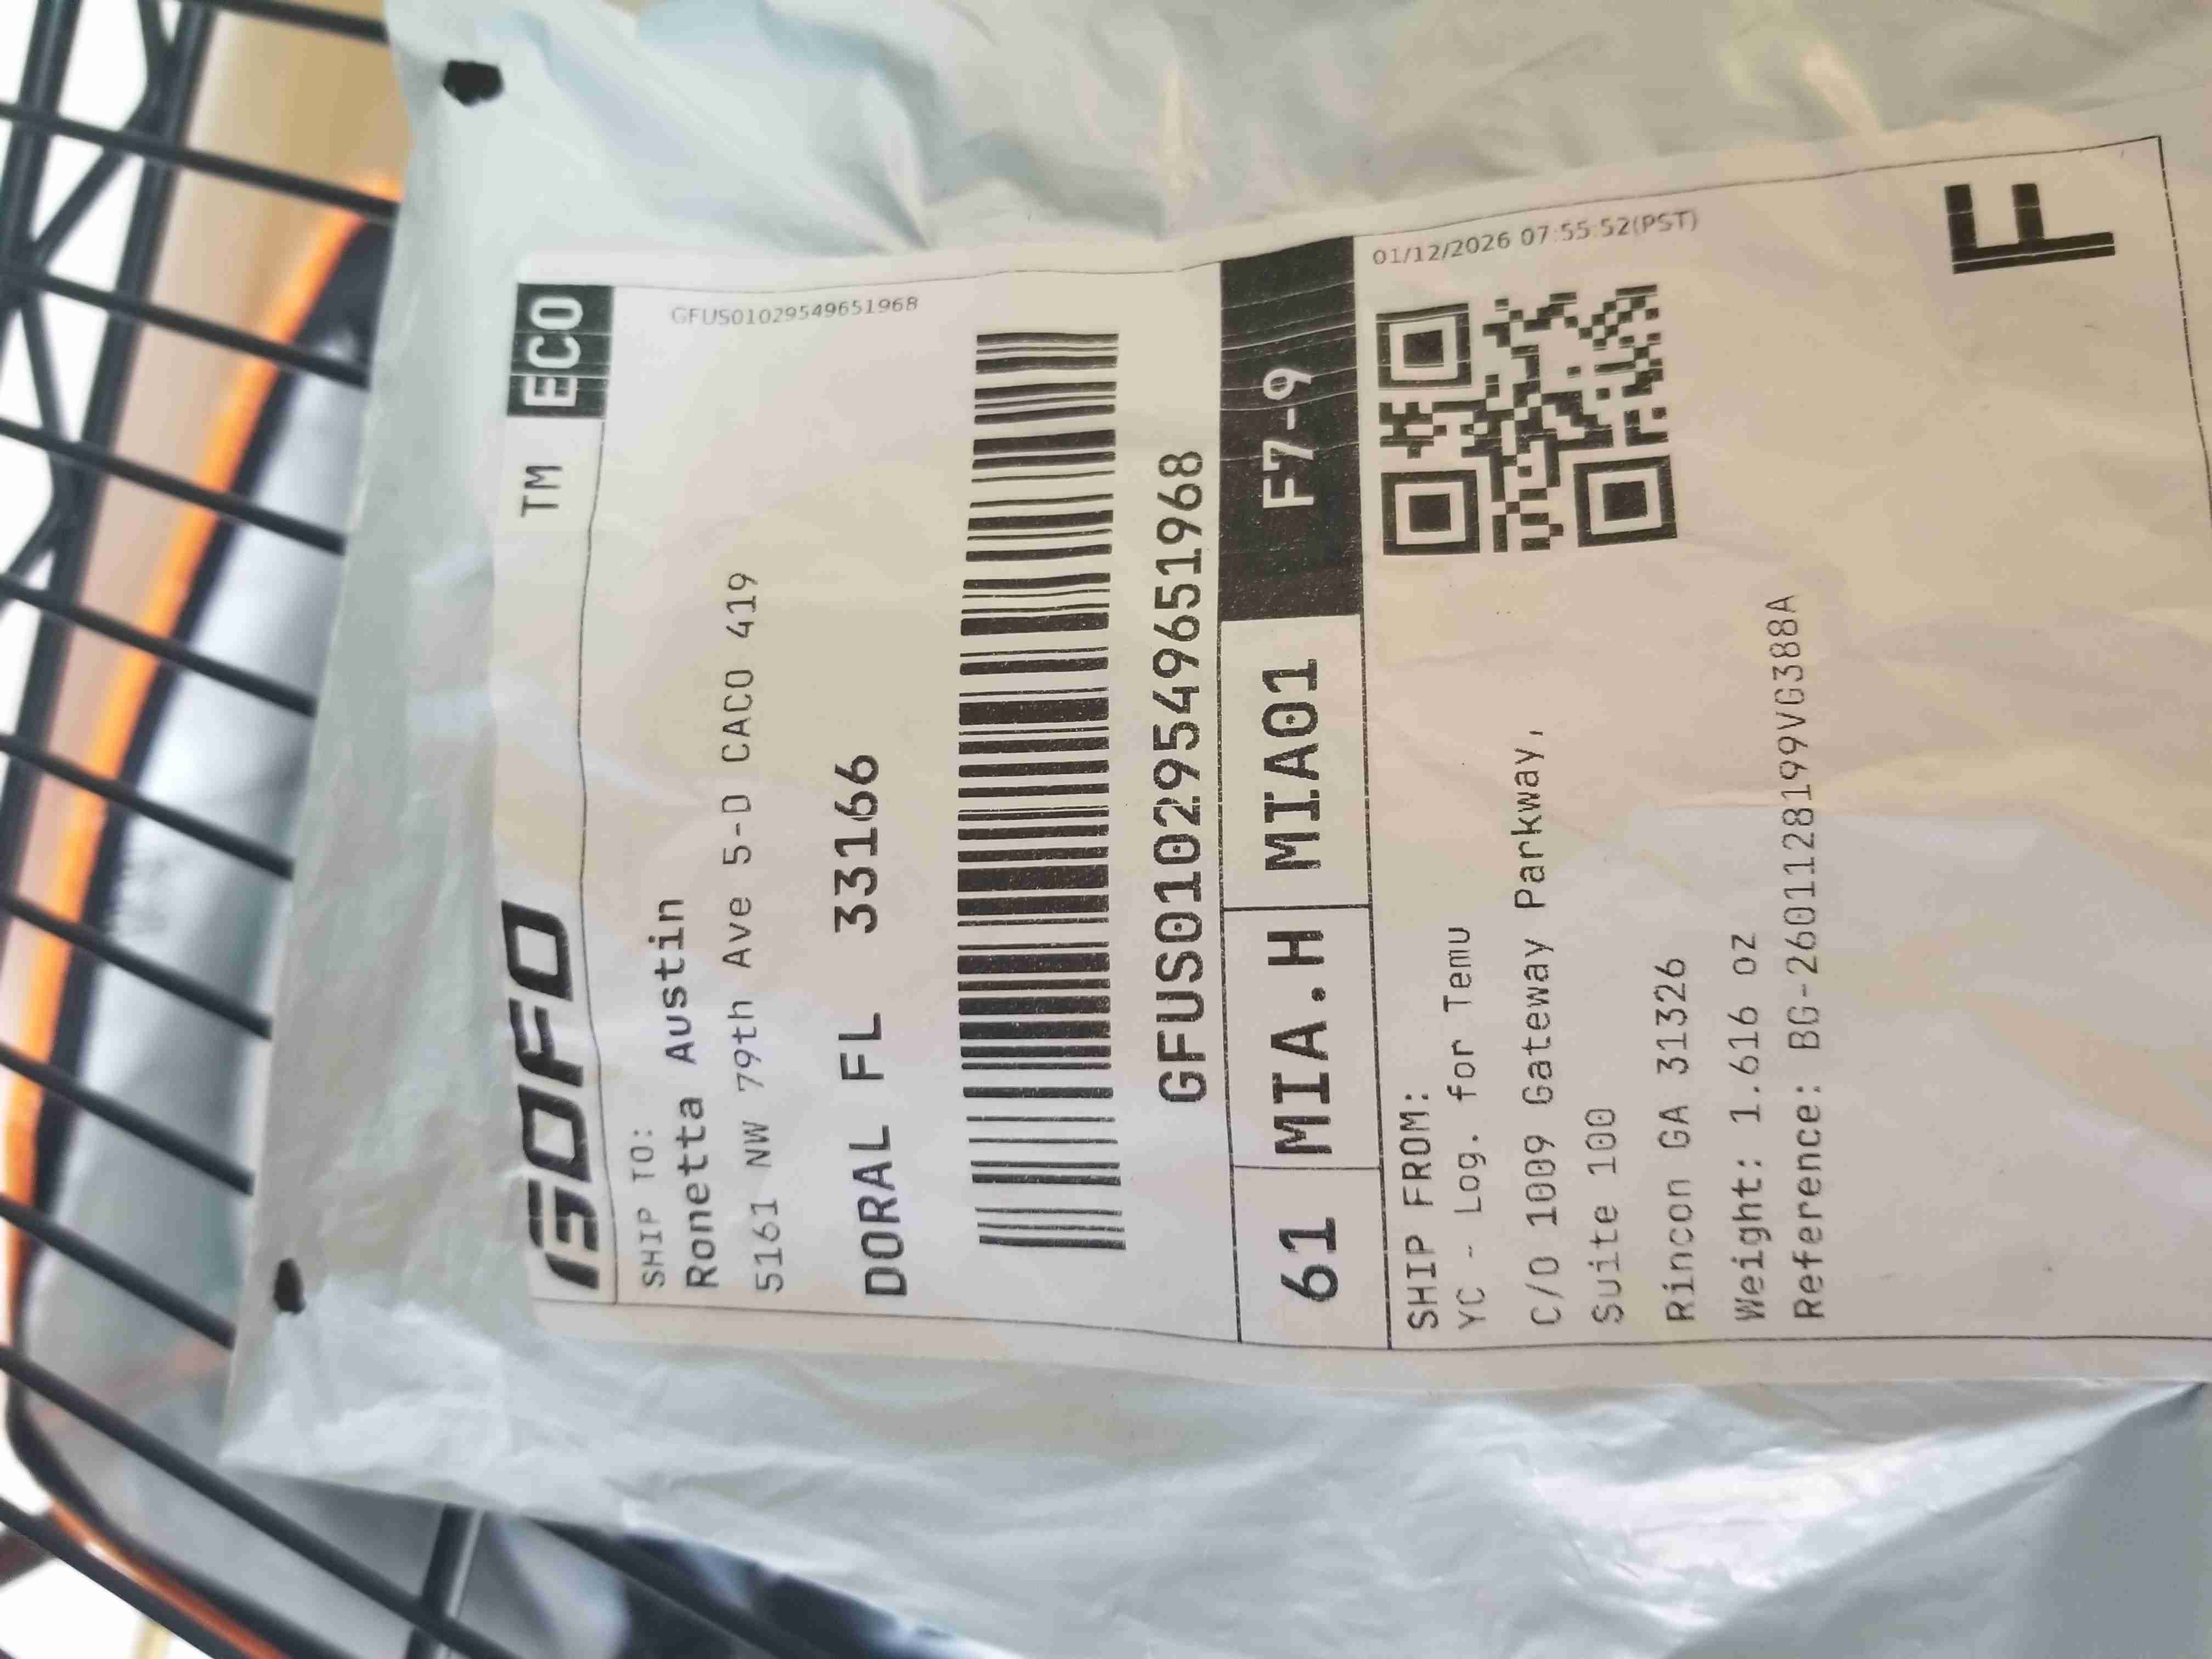 GOFO
TM ECO
GFUS01029549651968
SHIP TO:
Ronetta Austin
5161 NW 79th Ave 5-D CACO 419
DORAL FL 33166
GFUS01029549651968
61 MIA.H MIA01 F7-9
01/12/2026 07:55:52(PST)
SHIP FROM:
YC - Log. for Temu
C/O 1009 Gateway Parkway,
Suite 100
Rincon GA 31326
Weight: 1.616 oz
Reference: BG-2601128199VG388A
F